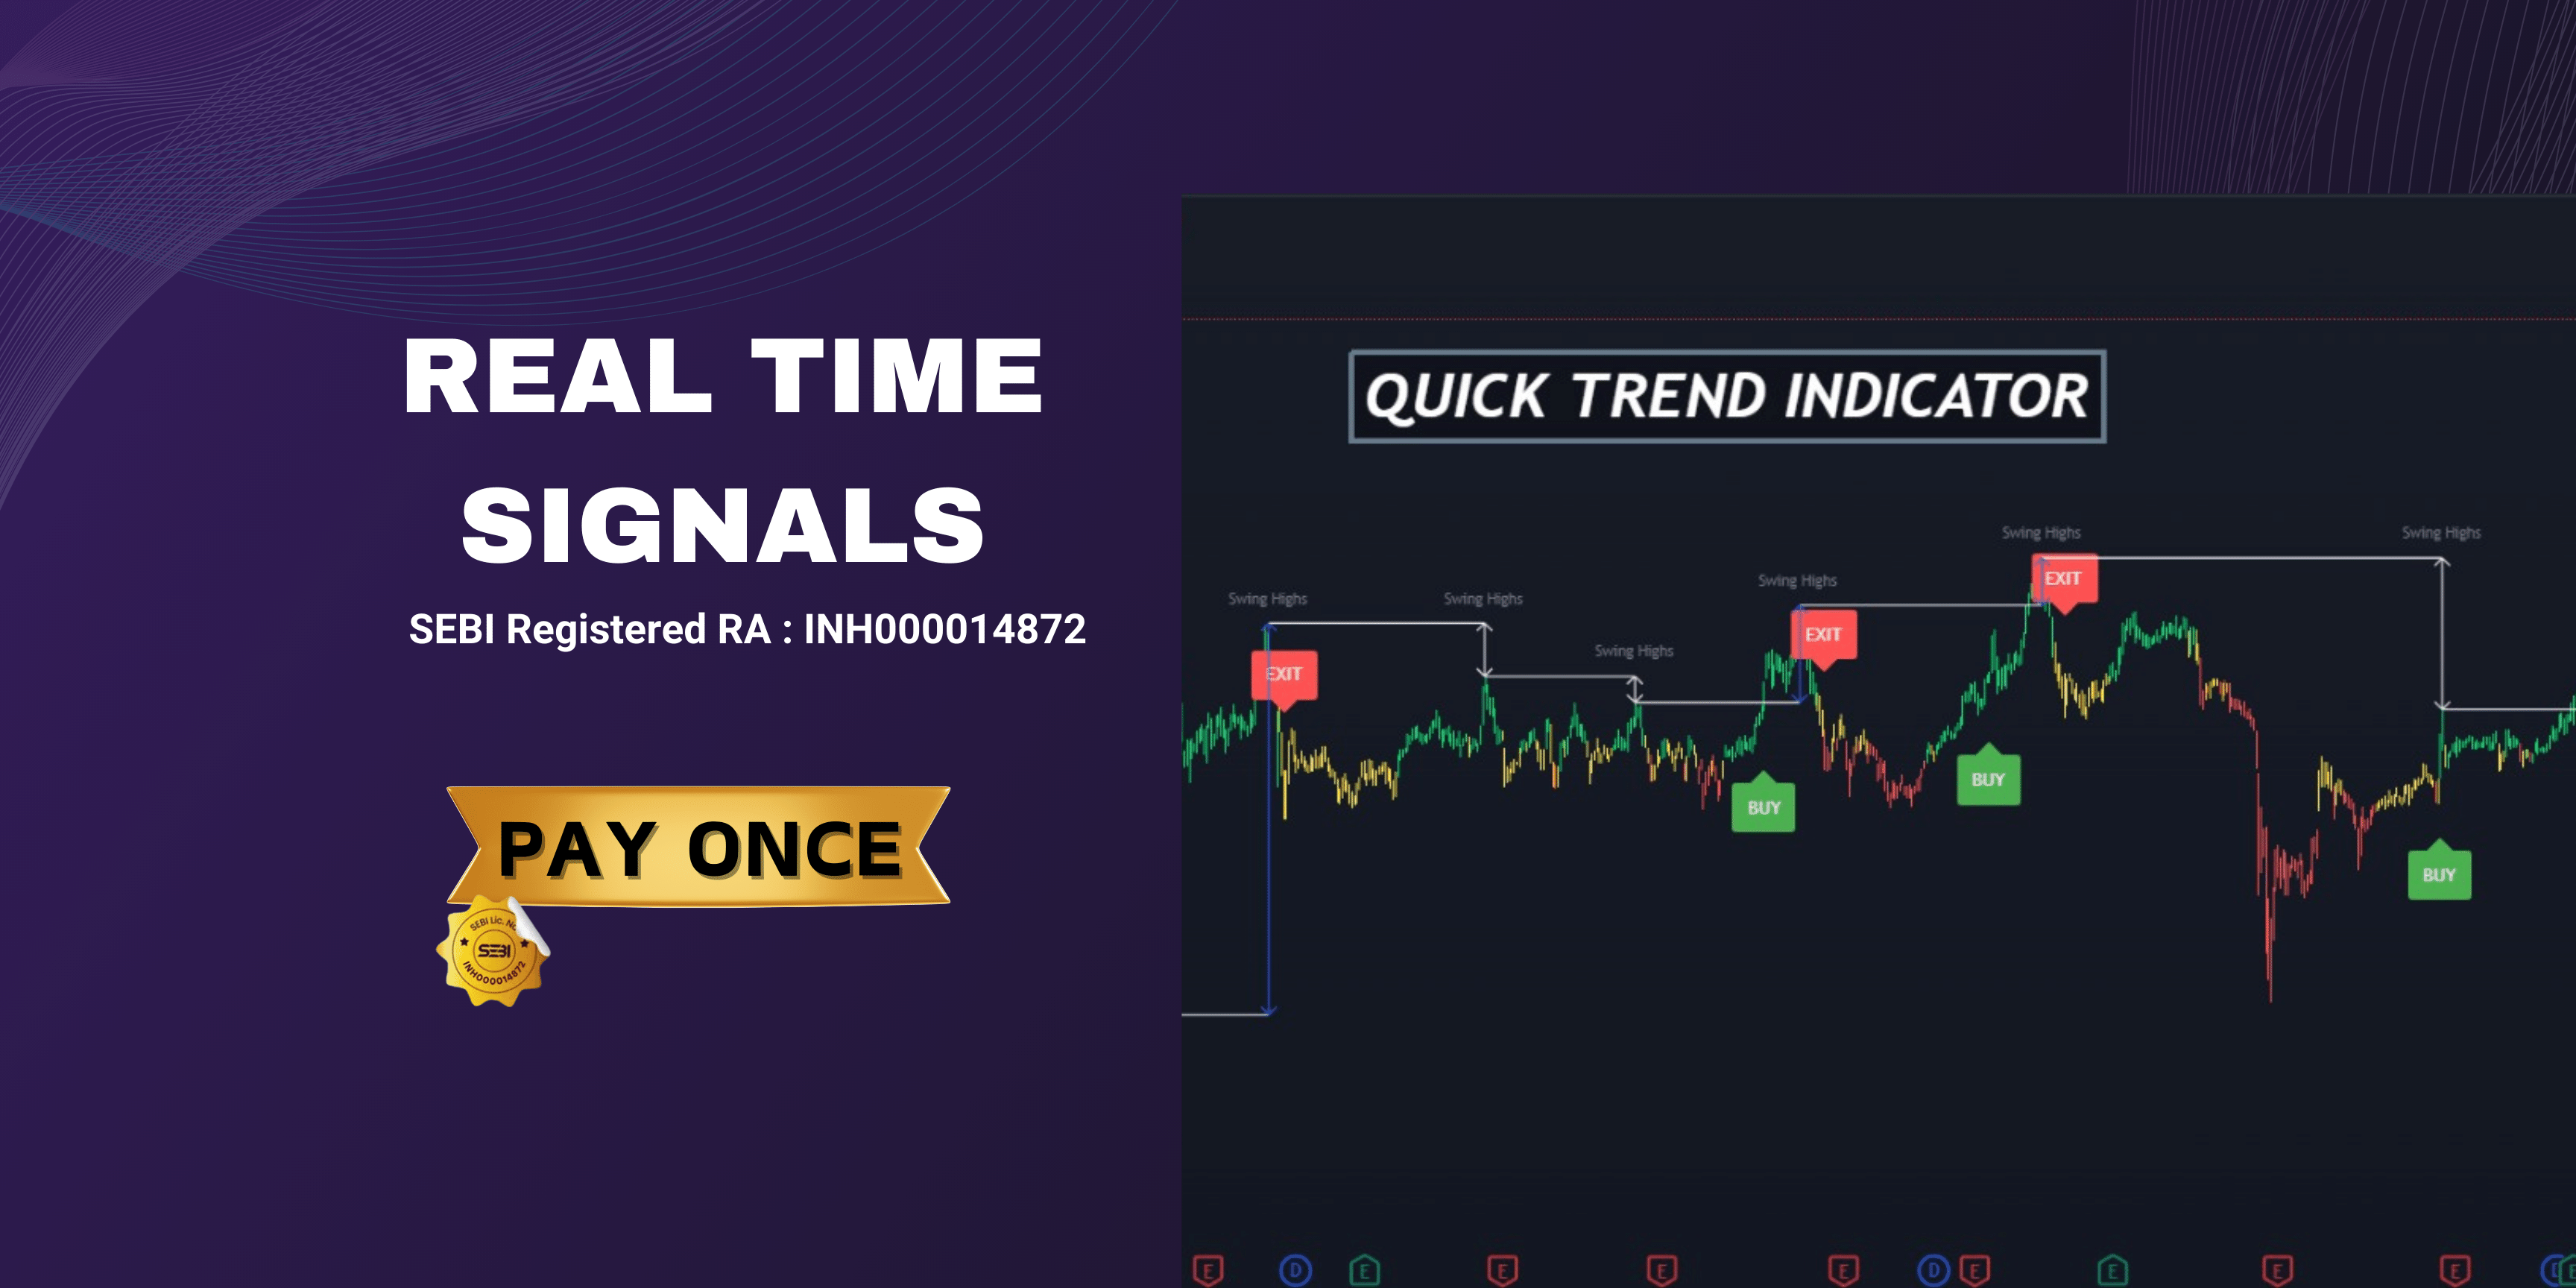 REAL TIME
SIGNALS
SEBI Registered RA : INH000014872
PAY ONCE
SEBI Lic.
SEBI
INH000014872
QUICK TREND INDICATOR
Swing Highs
Swing Highs
Swing Highs
Swing Highs
Swing Highs
Swing Highs
EXIT
EXIT
EXIT
BUY
BUY
BUY
E
D
E
E
E
E
D
E
E
E
E